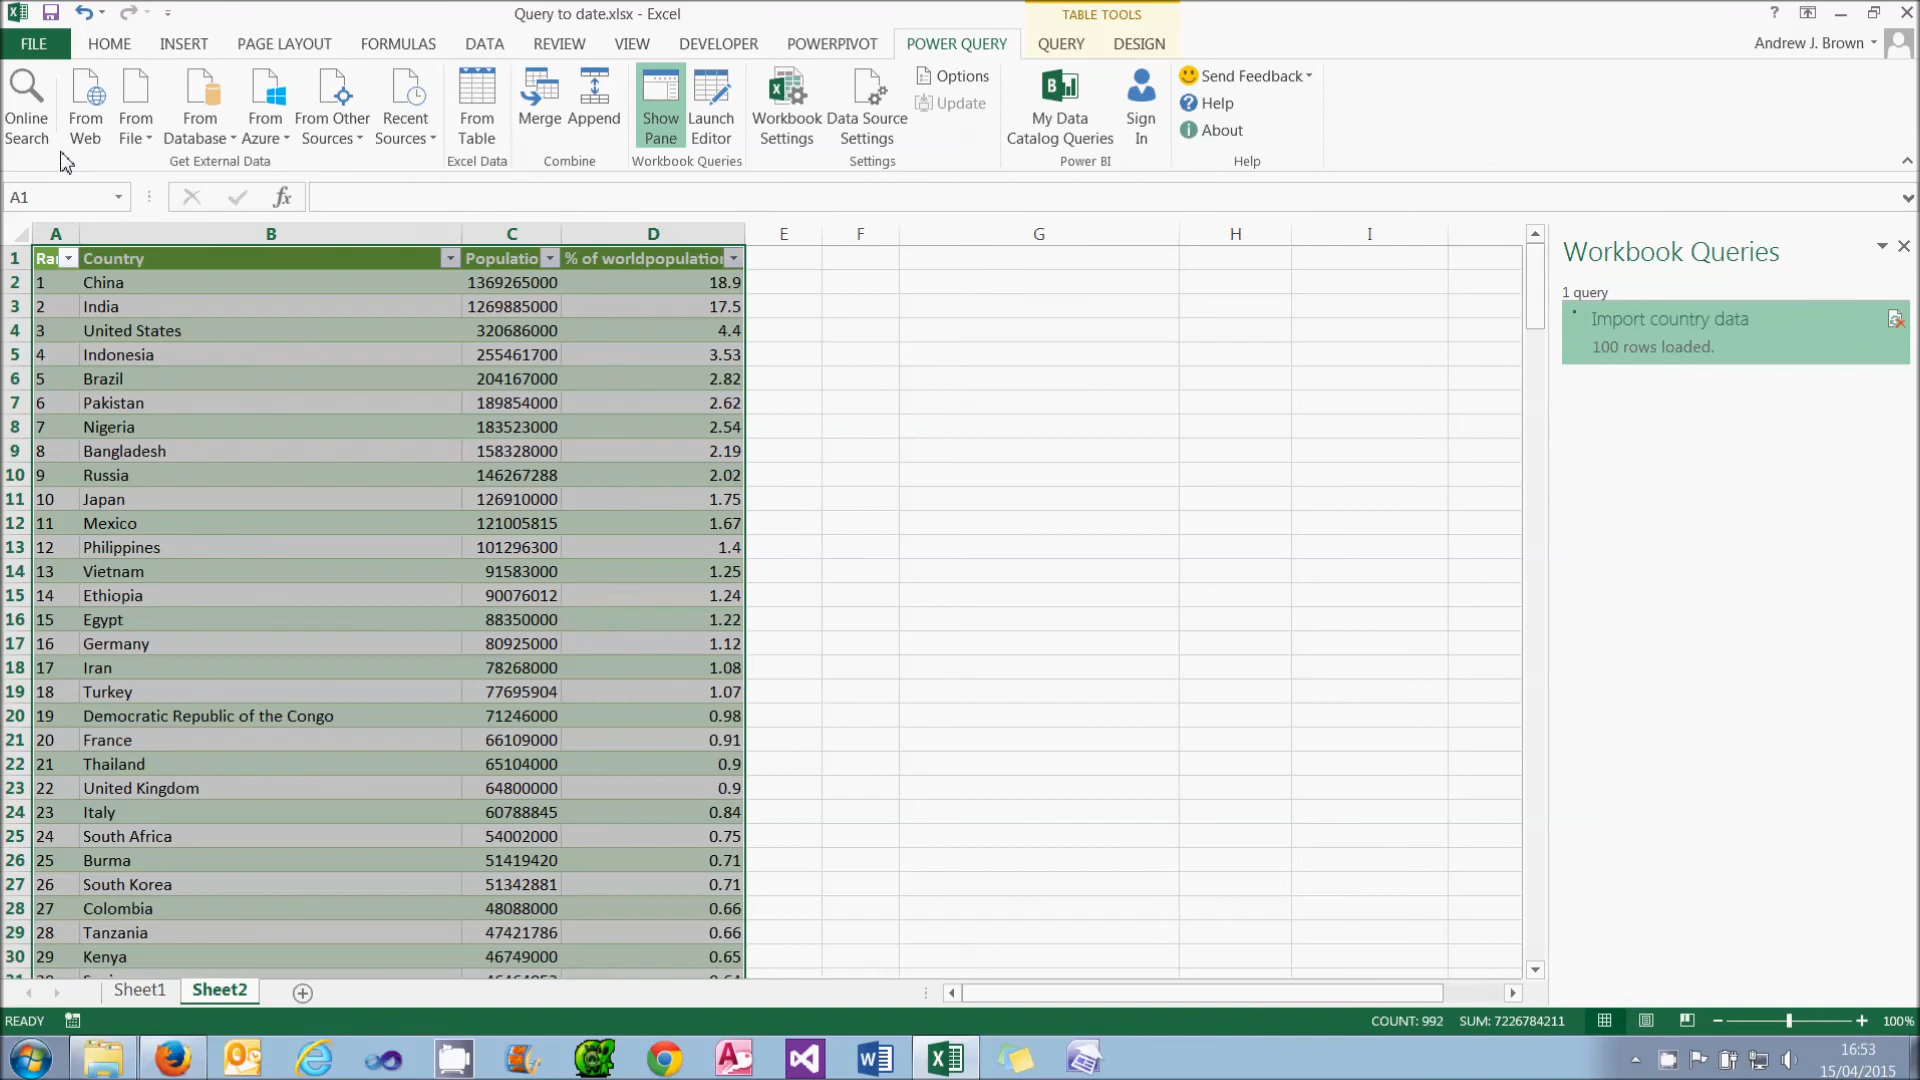 Query to date.xlsx - Excel
TABLE TOOLS
FILE HOME INSERT PAGE LAYOUT FORMULAS DATA REVIEW VIEW DEVELOPER POWERPIVOT POWER QUERY QUERY DESIGN Andrew J. Brown
Online Search
From Web
From File
From Database
From Azure
From Other Sources
Recent Sources
Get External Data
From Table
Excel Data
Merge
Append
Combine
Show Pane
Launch Editor
Workbook Queries
Workbook Settings
Data Source Settings
Options
Update
Settings
My Data Catalog Queries
Sign In
Power BI
Send Feedback
Help
About
Help
A1
fx
A B C D E F G H I
1 Ra Country Populatio % of worldpopulation
2 1 China 1369265000 18.9
3 2 India 1269885000 17.5
4 3 United States 320686000 4.4
5 4 Indonesia 255461700 3.53
6 5 Brazil 204167000 2.82
7 6 Pakistan 189854000 2.62
8 7 Nigeria 183523000 2.54
9 8 Bangladesh 158328000 2.19
10 9 Russia 146267288 2.02
11 10 Japan 126910000 1.75
12 11 Mexico 121005815 1.67
13 12 Philippines 101296300 1.4
14 13 Vietnam 91583000 1.25
15 14 Ethiopia 90076012 1.24
16 15 Egypt 88350000 1.22
17 16 Germany 80925000 1.12
18 17 Iran 78268000 1.08
19 18 Turkey 77695904 1.07
20 19 Democratic Republic of the Congo 71246000 0.98
21 20 France 66109000 0.91
22 21 Thailand 65104000 0.9
23 22 United Kingdom 64800000 0.9
24 23 Italy 60788845 0.84
25 24 South Africa 54002000 0.75
26 25 Burma 51419420 0.71
27 26 South Korea 51342881 0.71
28 27 Colombia 48088000 0.66
29 28 Tanzania 47421786 0.66
30 29 Kenya 46749000 0.65
Workbook Queries
1 query
Import country data
100 rows loaded.
Sheet1 Sheet2
READY COUNT: 992 SUM: 7226784211 100%
16:53
15/04/2015